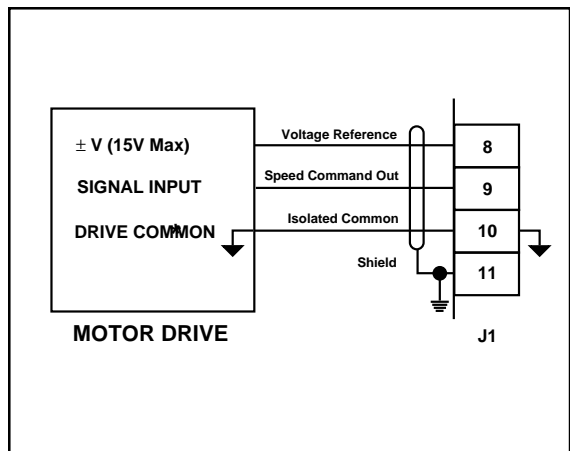 Voltage Reference
± V (15V Max)
8
Speed Command Out
SIGNAL INPUT
9
Isolated Common
DRIVE COMMON*
10
Shield
11
MOTOR DRIVE
J1